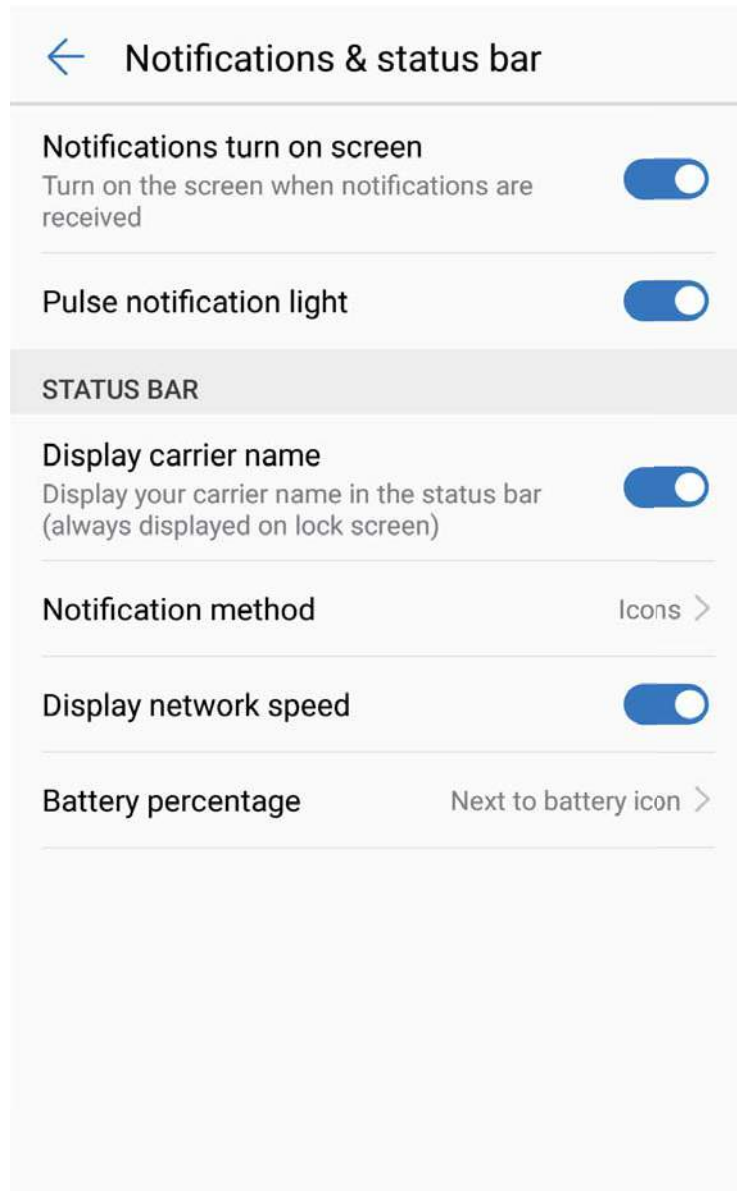 Notifications & status bar
Notifications turn on screen
Turn on the screen when notifications are
received
Pulse notification light
STATUS BAR
Display carrier name
Display your carrier name in the status bar
(always displayed on lock screen)
Notification method Icons
Display network speed
Battery percentage Next to battery icon